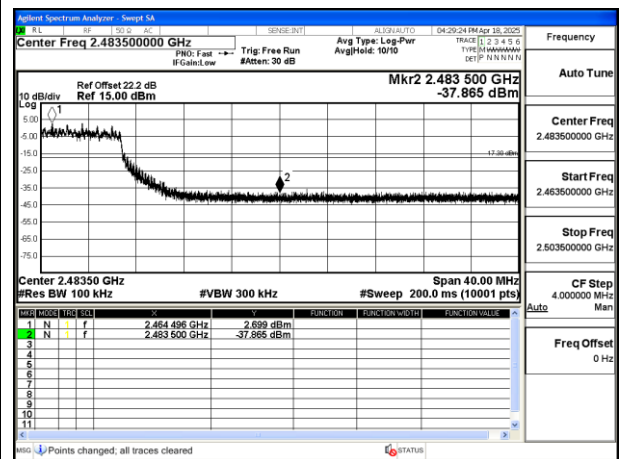 Agilent Spectrum Analyzer - Swept SA
RL RF 50 Ω AC SENSE:INT ALIGNAUTO 04:29:24 PM Apr 18, 2025
Center Freq 2.483500000 GHz
PNO: Fast Trig: Free Run
IFGain:Low #Atten: 30 dB
Avg Type: Log-Pwr
Avg|Hold: 10/10
TRACE 1 2 3 4 5 6
TYPE MWWWWW
DET P N N N N N
Ref Offset 22.2 dB
10 dB/div Ref 15.00 dBm
Mkr2 2.483 500 GHz
-37.865 dBm
Log
1
5.00
-5.00
-15.0
-17.30 dBm
-25.0
2
-35.0
-45.0
-55.0
-65.0
-75.0
Center 2.48350 GHz Span 40.00 MHz
#Res BW 100 kHz #VBW 300 kHz #Sweep 200.0 ms (10001 pts)
MKR MODE TRC SCL X Y FUNCTION FUNCTION WIDTH FUNCTION VALUE
1 N 1 f 2.464 496 GHz 2.699 dBm
2 N 1 f 2.483 500 GHz -37.865 dBm
3
4
5
6
7
8
9
10
11
MSG Points changed; all traces cleared STATUS
Frequency
Auto Tune
Center Freq
2.483500000 GHz
Start Freq
2.463500000 GHz
Stop Freq
2.503500000 GHz
CF Step
4.000000 MHz
Auto Man
Freq Offset
0 Hz